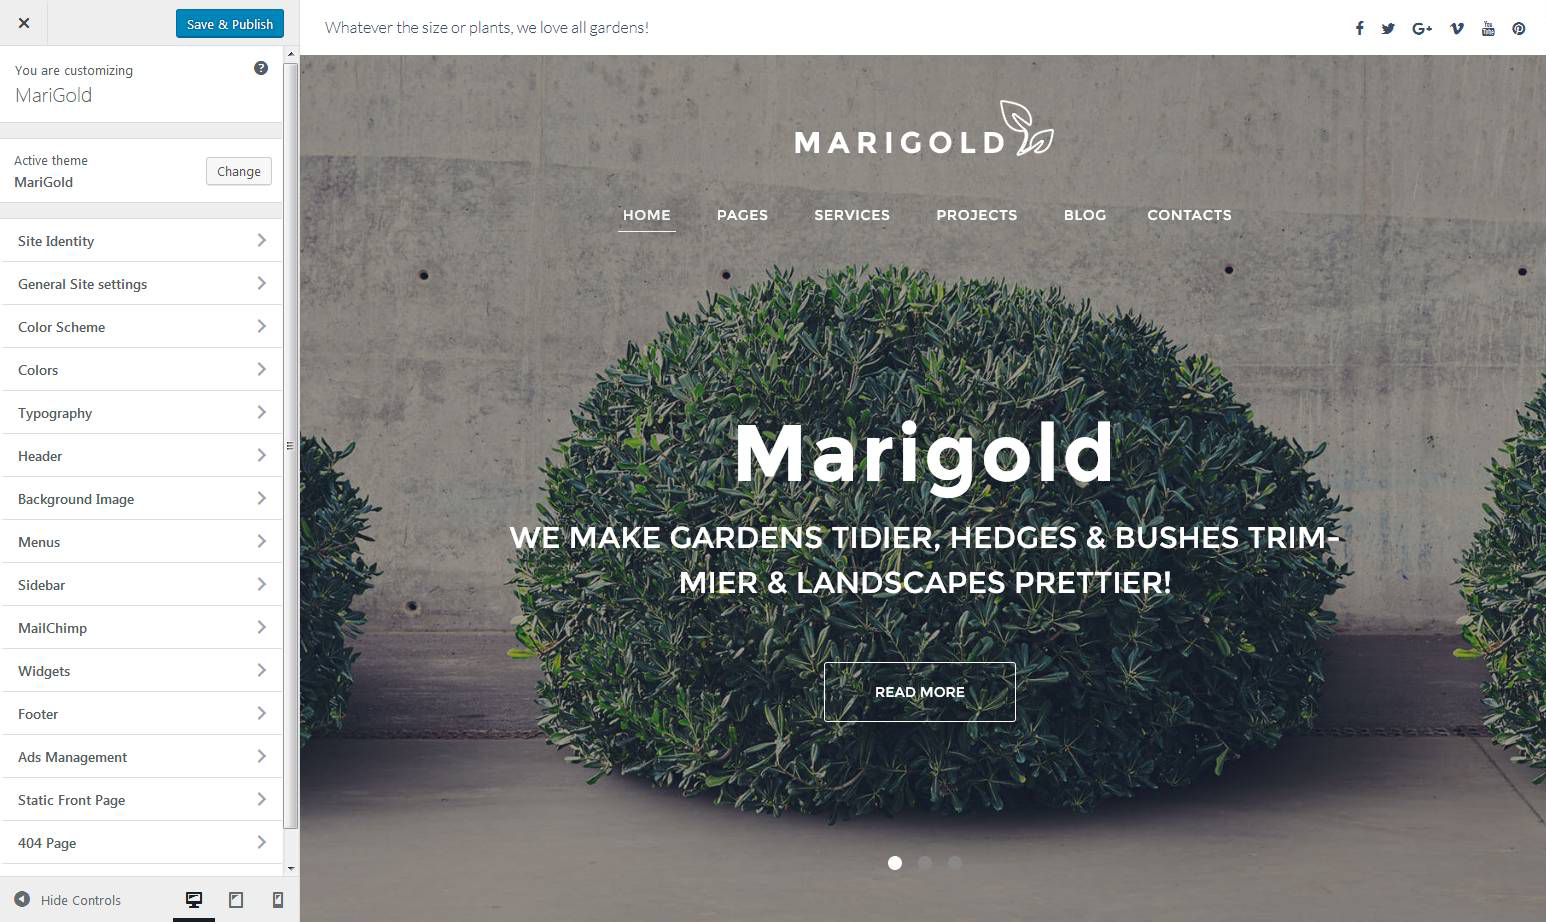 Save & Publish
You are customizing
MariGold
Active theme
MariGold
Change
Site Identity
General Site settings
Color Scheme
Colors
Typography
Header
Background Image
Menus
Sidebar
MailChimp
Widgets
Footer
Ads Management
Static Front Page
404 Page
Hide Controls
Whatever the size or plants, we love all gardens!
MARIGOLD
HOME PAGES SERVICES PROJECTS BLOG CONTACTS
Marigold
WE MAKE GARDENS TIDIER, HEDGES & BUSHES TRIM-
MIER & LANDSCAPES PRETTIER!
READ MORE